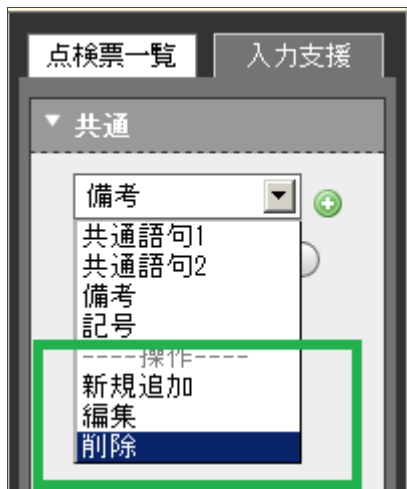 点検票一覧 入力支援
共通
備考
共通語句1
共通語句2
備考
記号
----操作----
新規追加
編集
削除